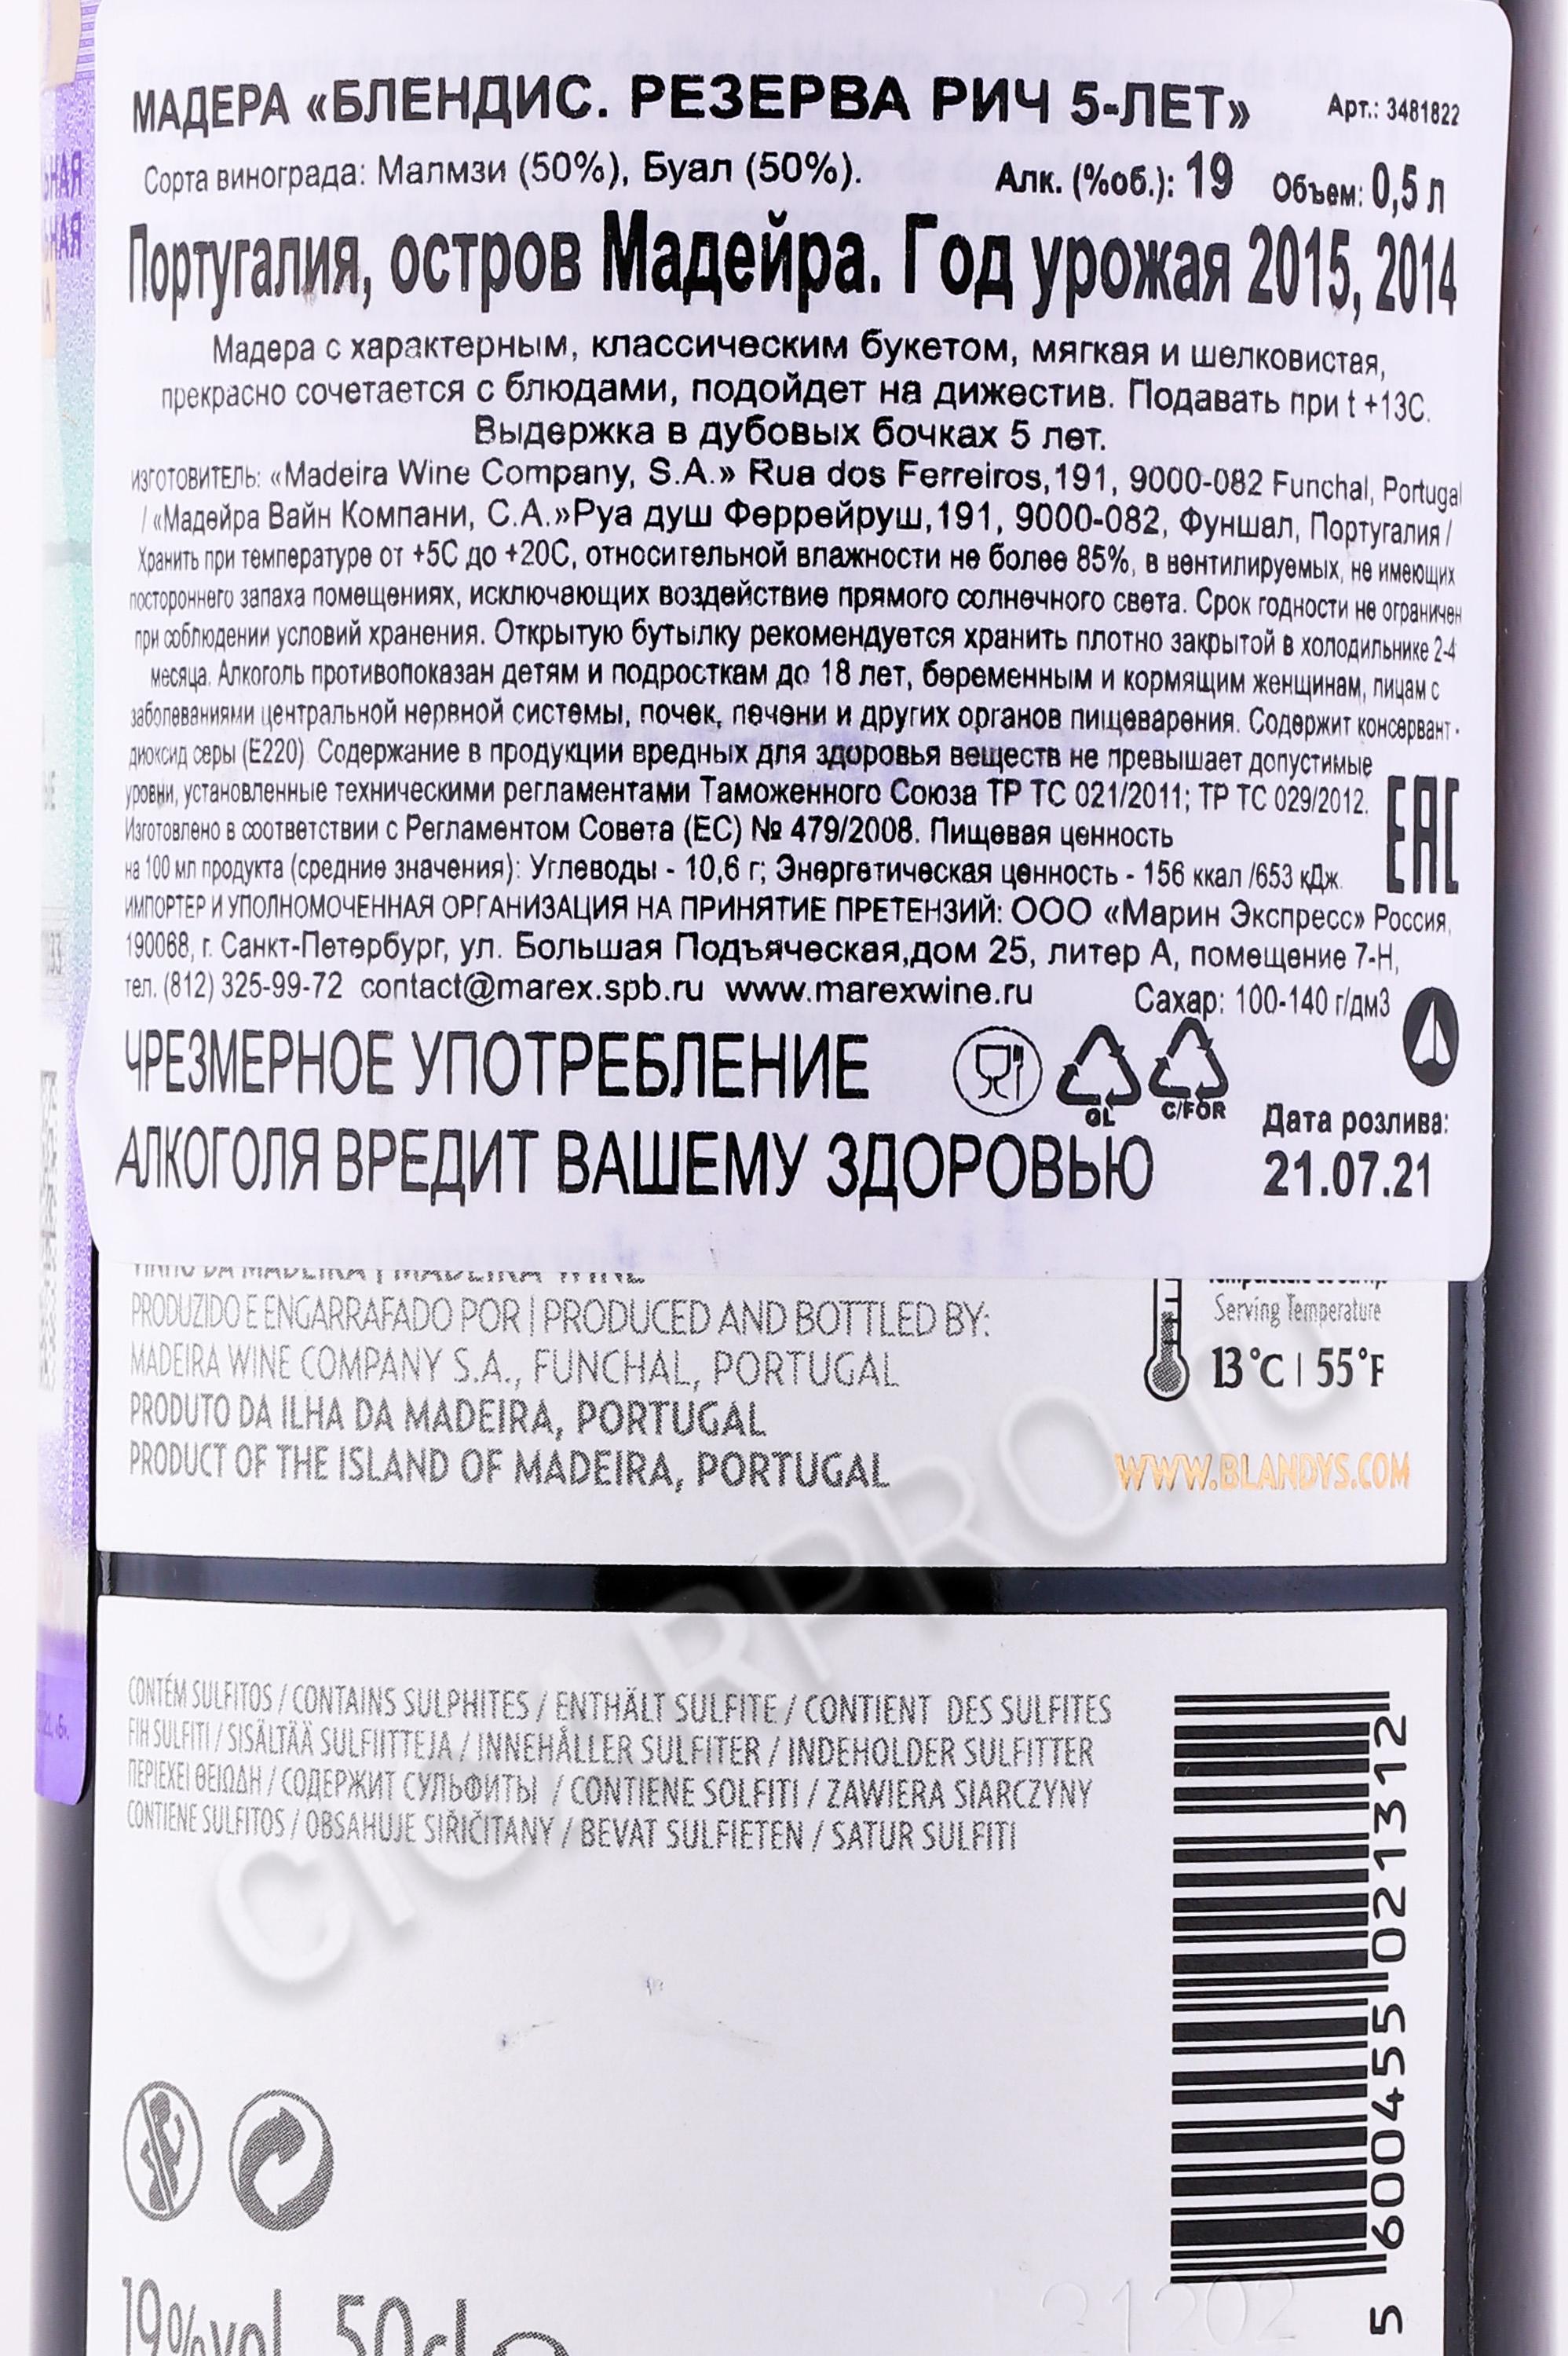 МАДЕРА «БЛЕНДИС. РЕЗЕРВА РИЧ 5-ЛЕТ» Арт.: 3481822
Сорта винограда: Малмзи (50%), Буал (50%). Алк. (%об.): 19 Объем: 0,5 л
Португалия, остров Мадейра. Год урожая 2015, 2014
Мадера с характерным, классическим букетом, мягкая и шелковистая,
прекрасно сочетается с блюдами, подойдет на дижестив. Подавать при t +13С.
Выдержка в дубовых бочках 5 лет.
ИЗГОТОВИТЕЛЬ: «Madeira Wine Company, S.A.» Rua dos Ferreiros,191, 9000-082 Funchal, Portugal
/ «Мадейра Вайн Компани, С.А.»Руа душ Феррейруш,191, 9000-082, Фуншал, Португалия /
Хранить при температуре от +5С до +20С, относительной влажности не более 85%, в вентилируемых, не имеющих
постороннего запаха помещениях, исключающих воздействие прямого солнечного света. Срок годности не ограничен
при соблюдении условий хранения. Открытую бутылку рекомендуется хранить плотно закрытой в холодильнике 2-4
месяца. Алкоголь противопоказан детям и подросткам до 18 лет, беременным и кормящим женщинам, лицам с
заболеваниями центральной нервной системы, почек, печени и других органов пищеварения. Содержит консервант -
диоксид серы (Е220). Содержание в продукции вредных для здоровья веществ не превышает допустимые
уровни, установленные техническими регламентами Таможенного Союза ТР ТС 021/2011; ТР ТС 029/2012.
Изготовлено в соответствии с Регламентом Совета (ЕС) № 479/2008. Пищевая ценность
на 100 мл продукта (средние значения): Углеводы - 10,6 г; Энергетическая ценность - 156 ккал /653 кДж.
EAC
ИМПОРТЕР И УПОЛНОМОЧЕННАЯ ОРГАНИЗАЦИЯ НА ПРИНЯТИЕ ПРЕТЕНЗИЙ: ООО «Марин Экспресс» Россия,
190068, г. Санкт-Петербург, ул. Большая Подъяческая,дом 25, литер А, помещение 7-Н,
тел. (812) 325-99-72 contact@marex.spb.ru www.marexwine.ru Сахар: 100-140 г/дм3
ЧРЕЗМЕРНОЕ УПОТРЕБЛЕНИЕ
АЛКОГОЛЯ ВРЕДИТ ВАШЕМУ ЗДОРОВЬЮ
GL C/FOR
Дата розлива:
21.07.21
VINHO DA MADEIRA | MADEIRA WINE
PRODUZIDO E ENGARRAFADO POR | PRODUCED AND BOTTLED BY:
MADEIRA WINE COMPANY S.A., FUNCHAL, PORTUGAL
PRODUTO DA ILHA DA MADEIRA, PORTUGAL
PRODUCT OF THE ISLAND OF MADEIRA, PORTUGAL
Serving Temperature
13°C | 55°F
WWW.BLANDYS.COM
CONTÉM SULFITOS / CONTAINS SULPHITES / ENTHÄLT SULFITE / CONTIENT DES SULFITES
FIH SULFITI / SISÄLTÄÄ SULFIITTEJA / INNEHÅLLER SULFITER / INDEHOLDER SULFITTER
ΠΕΡΙΕΧΕΙ ΘΕΙΩΔΗ / СОДЕРЖИТ СУЛЬФИТЫ / CONTIENE SOLFITI / ZAWIERA SIARCZYNY
CONTIENE SULFITOS / OBSAHUJE SIŘIČITANY / BEVAT SULFIETEN / SATUR SULFITI
5 600455 021312
19%vol 50cl
CIGARPRO.ru